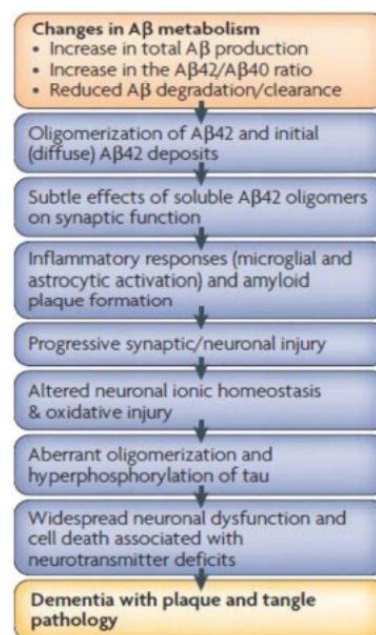 Changes in Aβ metabolism
• Increase in total Aβ production
• Increase in the Aβ42/Aβ40 ratio
• Reduced Aβ degradation/clearance
Oligomerization of Aβ42 and initial
(diffuse) Aβ42 deposits
Subtle effects of soluble Aβ42 oligomers
on synaptic function
Inflammatory responses (microglial and
astrocytic activation) and amyloid
plaque formation
Progressive synaptic/neuronal injury
Altered neuronal ionic homeostasis
& oxidative injury
Aberrant oligomerization and
hyperphosphorylation of tau
Widespread neuronal dysfunction and
cell death associated with
neurotransmitter deficits
Dementia with plaque and tangle
pathology